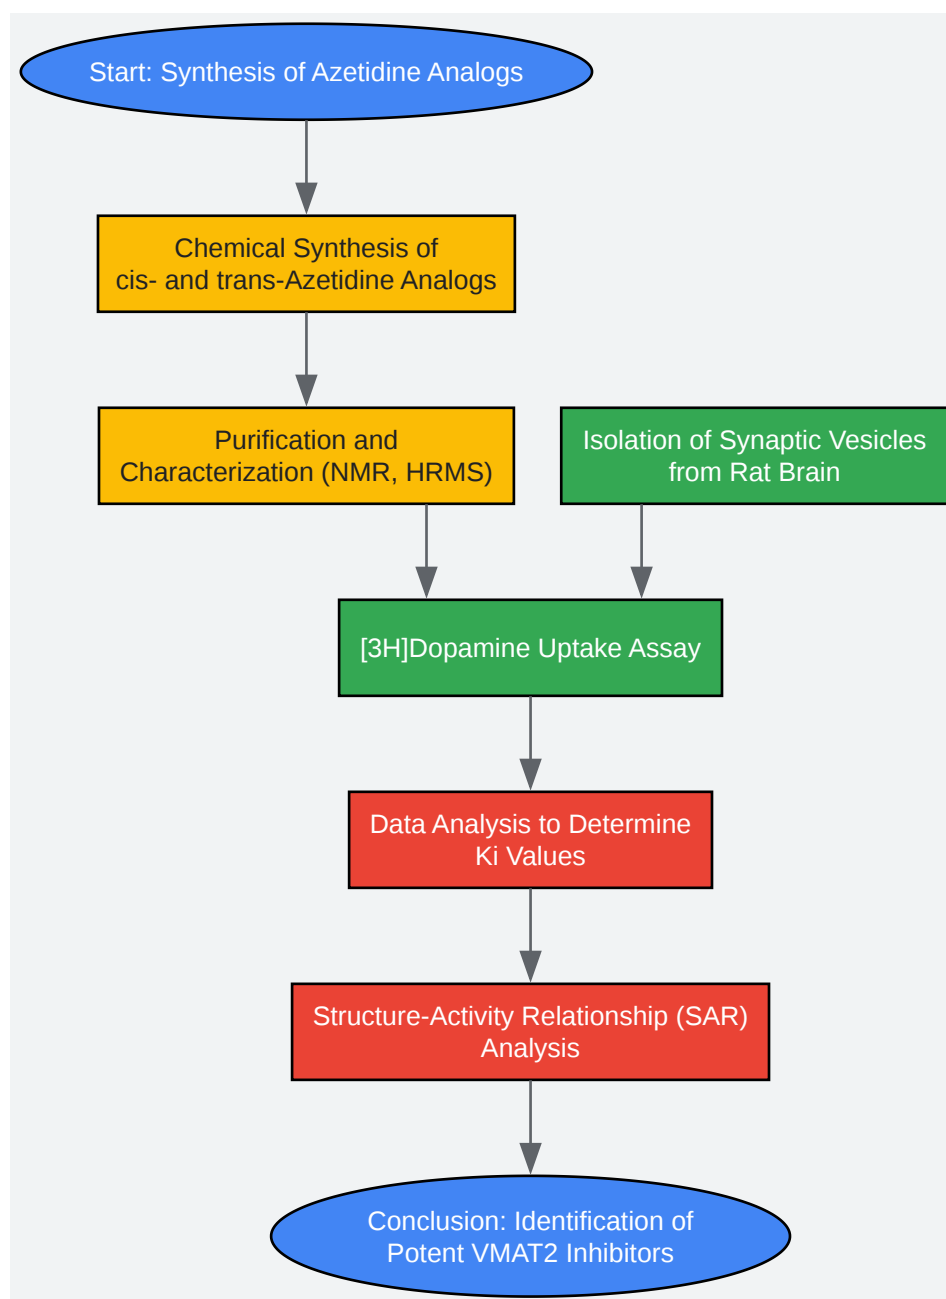 Start: Synthesis of Azetidine Analogs
Chemical Synthesis of
cis- and trans-Azetidine Analogs
Purification and
Characterization (NMR, HRMS)
Isolation of Synaptic Vesicles
from Rat Brain
[3H]Dopamine Uptake Assay
Data Analysis to Determine
Ki Values
Structure-Activity Relationship (SAR)
Analysis
Conclusion: Identification of
Potent VMAT2 Inhibitors